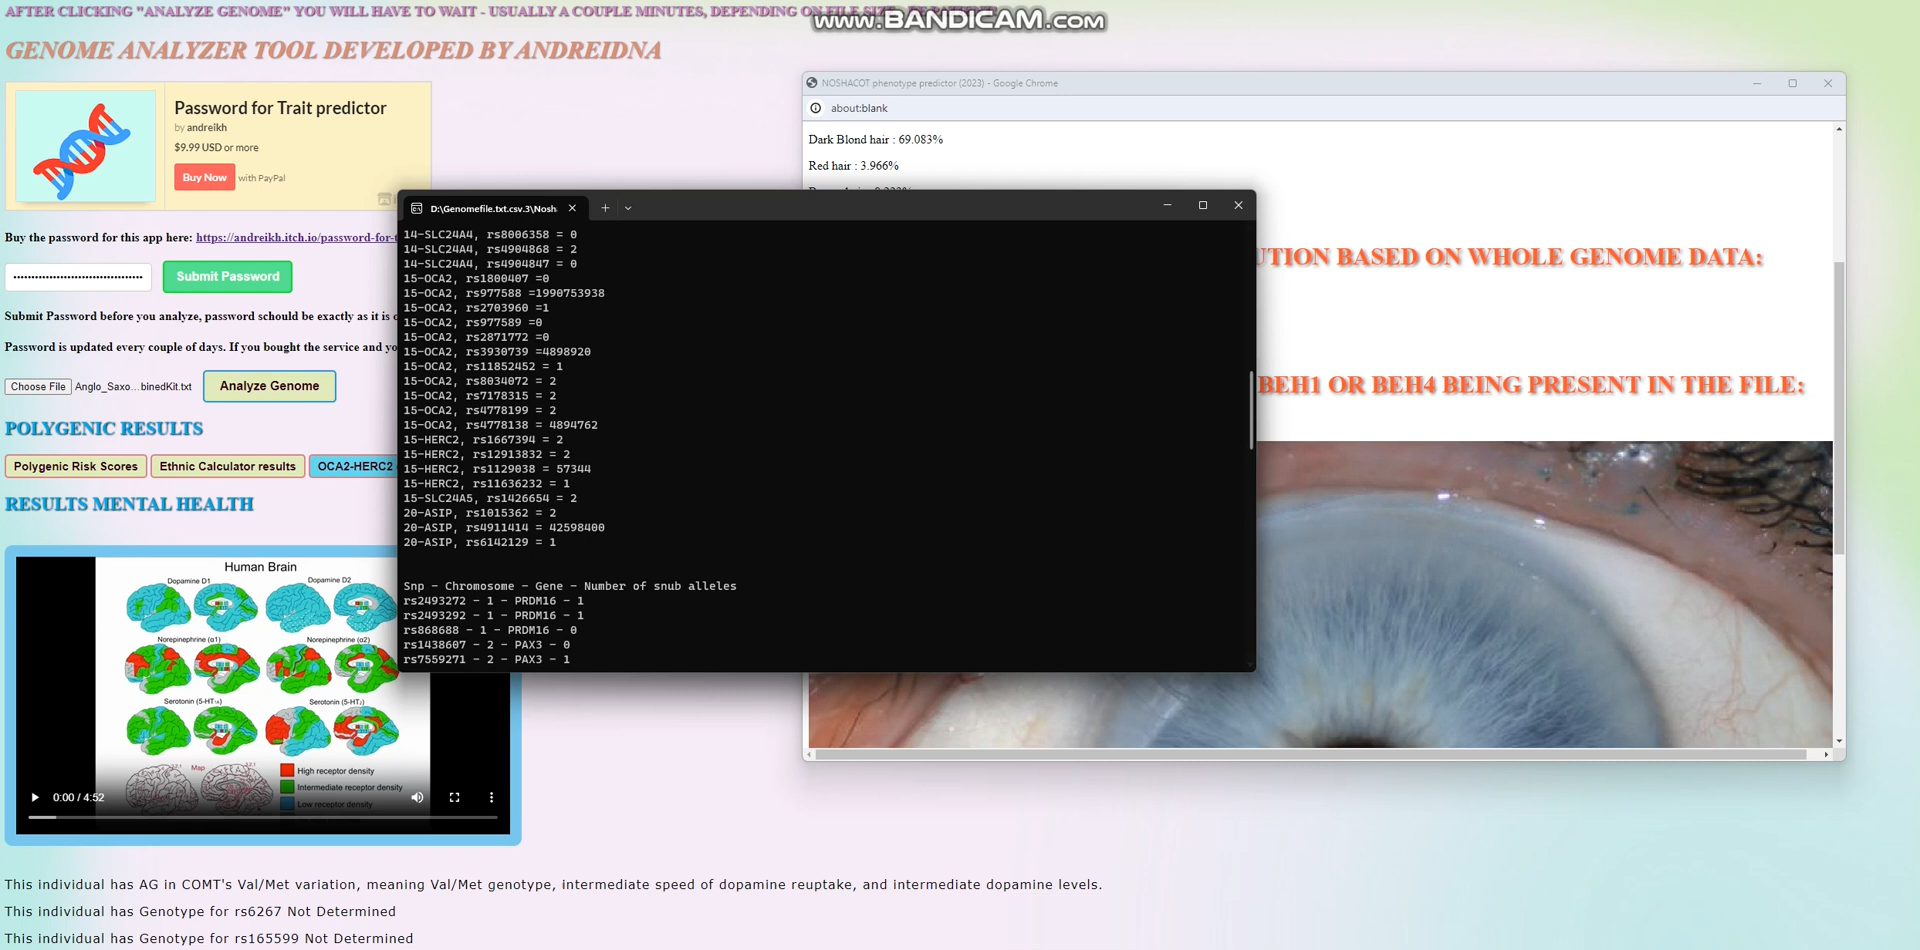 AFTER CLICKING "ANALYZE GENOME" YOU WILL HAVE TO WAIT - USUALLY A COUPLE MINUTES, DEPENDING ON FILE SIZE
www.BANDICAM.com
GENOME ANALYZER TOOL DEVELOPED BY ANDREIDNA
Password for Trait predictor
by andreikh
$9.99 USD or more
Buy Now with PayPal
Buy the password for this app here: https://andreikh.itch.io/password-for-t
Submit Password
Submit Password before you analyze, password schould be exactly as it is
Password is updated every couple of days. If you bought the service and yo
Choose File Anglo_Saxo…binedKit.txt
Analyze Genome
POLYGENIC RESULTS
Polygenic Risk Scores
Ethnic Calculator results
OCA2-HERC2
RESULTS MENTAL HEALTH
Human Brain
Dopamine D1
Dopamine D2
Norepinephrine (α1)
Norepinephrine (α2)
Serotonin (5-HT1A)
Serotonin (5-HT2)
Map
High receptor density
Intermediate receptor density
Low receptor density
0:00 / 4:52
This individual has AG in COMT's Val/Met variation, meaning Val/Met genotype, intermediate speed of dopamine reuptake, and intermediate dopamine levels.
This individual has Genotype for rs6267 Not Determined
This individual has Genotype for rs165599 Not Determined
NOSHACOT phenotype predictor (2023) - Google Chrome
about:blank
Dark Blond hair : 69.083%
Red hair : 3.966%
UTION BASED ON WHOLE GENOME DATA:
BEH1 OR BEH4 BEING PRESENT IN THE FILE:
D:\Genomefile.txt.csv.3\Nosh
14-SLC24A4, rs8006358 = 0
14-SLC24A4, rs4904868 = 2
14-SLC24A4, rs4904847 = 0
15-OCA2, rs1800407 =0
15-OCA2, rs977588 =1990753938
15-OCA2, rs2703960 =1
15-OCA2, rs977589 =0
15-OCA2, rs2871772 =0
15-OCA2, rs3930739 =4898920
15-OCA2, rs11852452 = 1
15-OCA2, rs8034072 = 2
15-OCA2, rs7178315 = 2
15-OCA2, rs4778199 = 2
15-OCA2, rs4778138 = 4894762
15-HERC2, rs1667394 = 2
15-HERC2, rs12913832 = 2
15-HERC2, rs1129038 = 57344
15-HERC2, rs11636232 = 1
15-SLC24A5, rs1426654 = 2
20-ASIP, rs1015362 = 2
20-ASIP, rs4911414 = 42598400
20-ASIP, rs6142129 = 1
Snp - Chromosome - Gene - Number of snub alleles
rs2493272 - 1 - PRDM16 - 1
rs2493292 - 1 - PRDM16 - 1
rs868688 - 1 - PRDM16 - 0
rs1438607 - 2 - PAX3 - 0
rs7559271 - 2 - PAX3 - 1